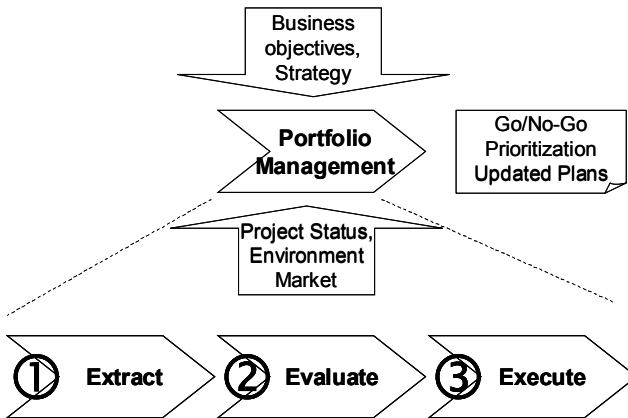 Business
objectives,
Strategy
Portfolio
Management
Go/No-Go
Prioritization
Updated Plans
Project Status,
Environment
Market
1 Extract
2 Evaluate
3 Execute